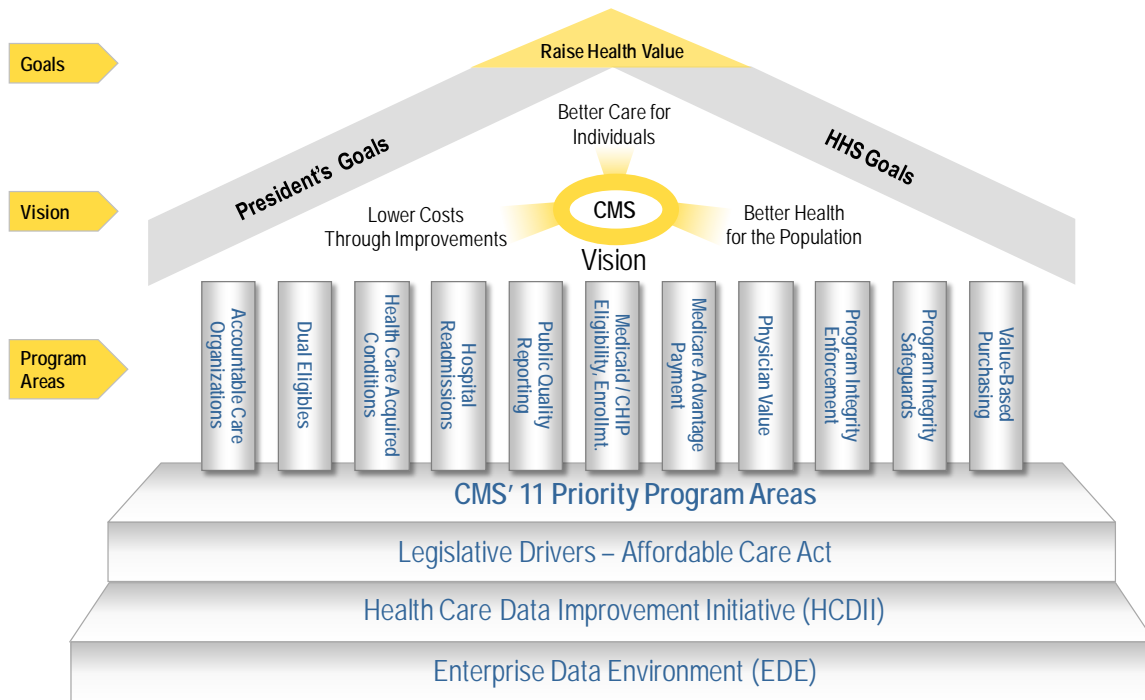 Goals
Raise Health Value
President's Goals
HHS Goals
Better Care for
Individuals
Vision
CMS
Lower Costs
Through Improvements
Better Health
for the Population
Vision
Program
Areas
Accountable Care
Organizations
Dual Eligibles
Health Care Acquired
Conditions
Hospital
Readmissions
Public Quality
Reporting
Medicaid / CHIP
Eligibility, Enrollmt.
Medicare Advantage
Payment
Physician Value
Program Integrity
Enforcement
Program Integrity
Safeguards
Value-Based
Purchasing
CMS' 11 Priority Program Areas
Legislative Drivers – Affordable Care Act
Health Care Data Improvement Initiative (HCDII)
Enterprise Data Environment (EDE)